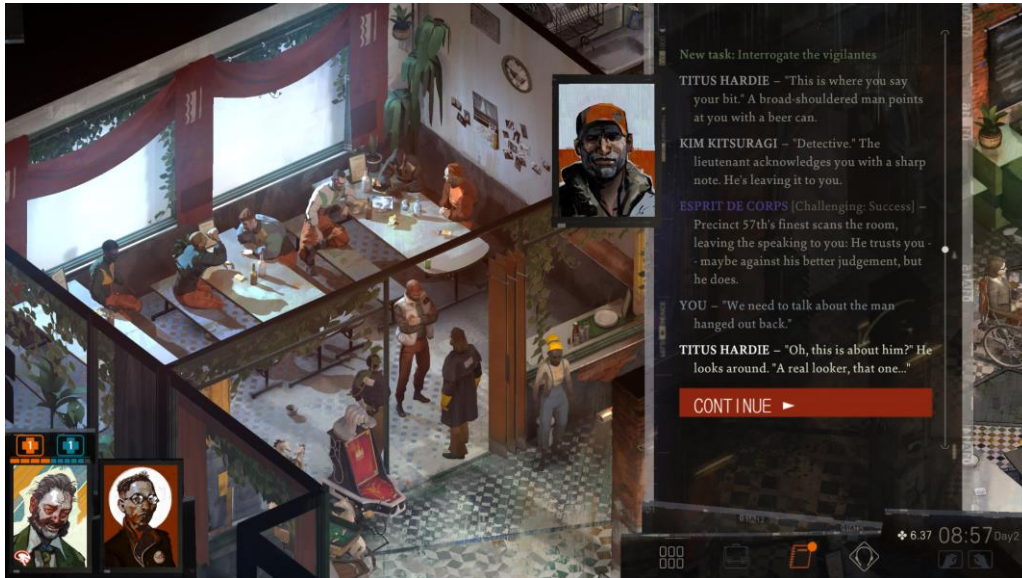 New task: Interrogate the vigilantes
TITUS HARDIE – "This is where you say
your bit." A broad-shouldered man points
at you with a beer can.
KIM KITSURAGI – "Detective." The
lieutenant acknowledges you with a sharp
note. He's leaving it to you.
ESPRIT DE CORPS [Challenging: Success] –
Precinct 57th's finest scans the room,
leaving the speaking to you: He trusts you -
- maybe against his better judgement, but
he does.
YOU – "We need to talk about the man
hanged out back."
TITUS HARDIE – "Oh, this is about him?" He
looks around. "A real looker, that one..."
CONTINUE
1
1
6.37 08:57 Day2